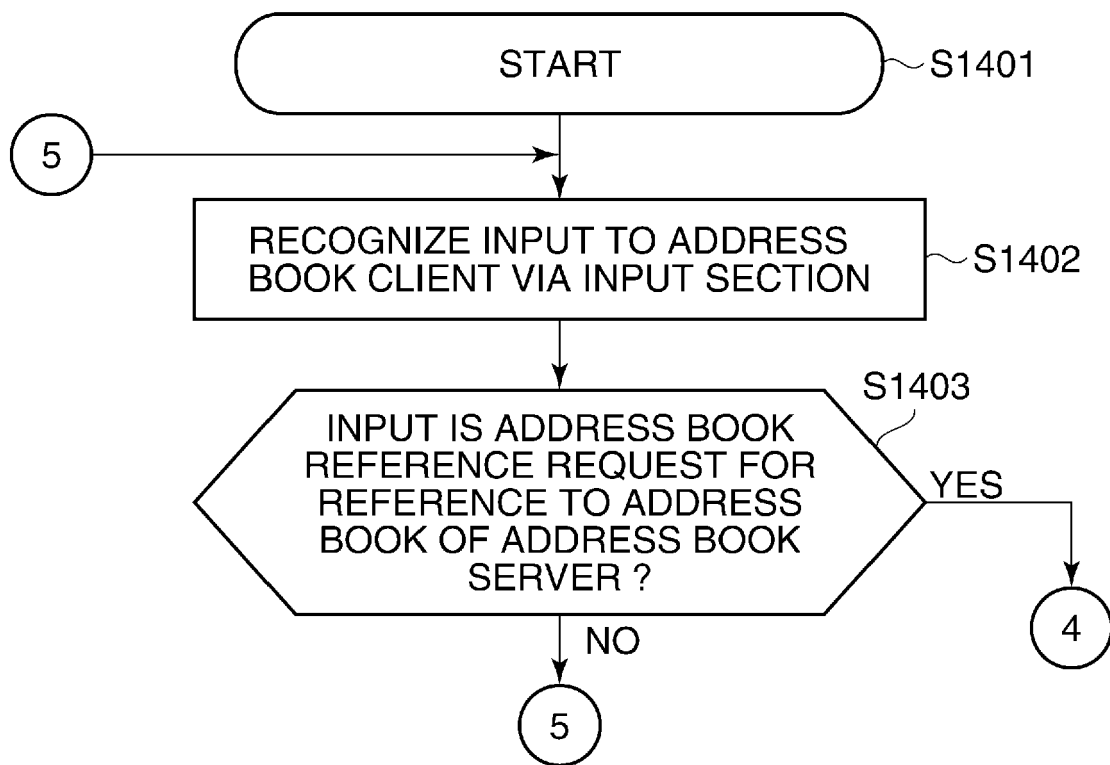 START
S1401
5
RECOGNIZE INPUT TO ADDRESS
BOOK CLIENT VIA INPUT SECTION
S1402
S1403
INPUT IS ADDRESS BOOK
REFERENCE REQUEST FOR
REFERENCE TO ADDRESS
BOOK OF ADDRESS BOOK
SERVER ?
YES
4
NO
5